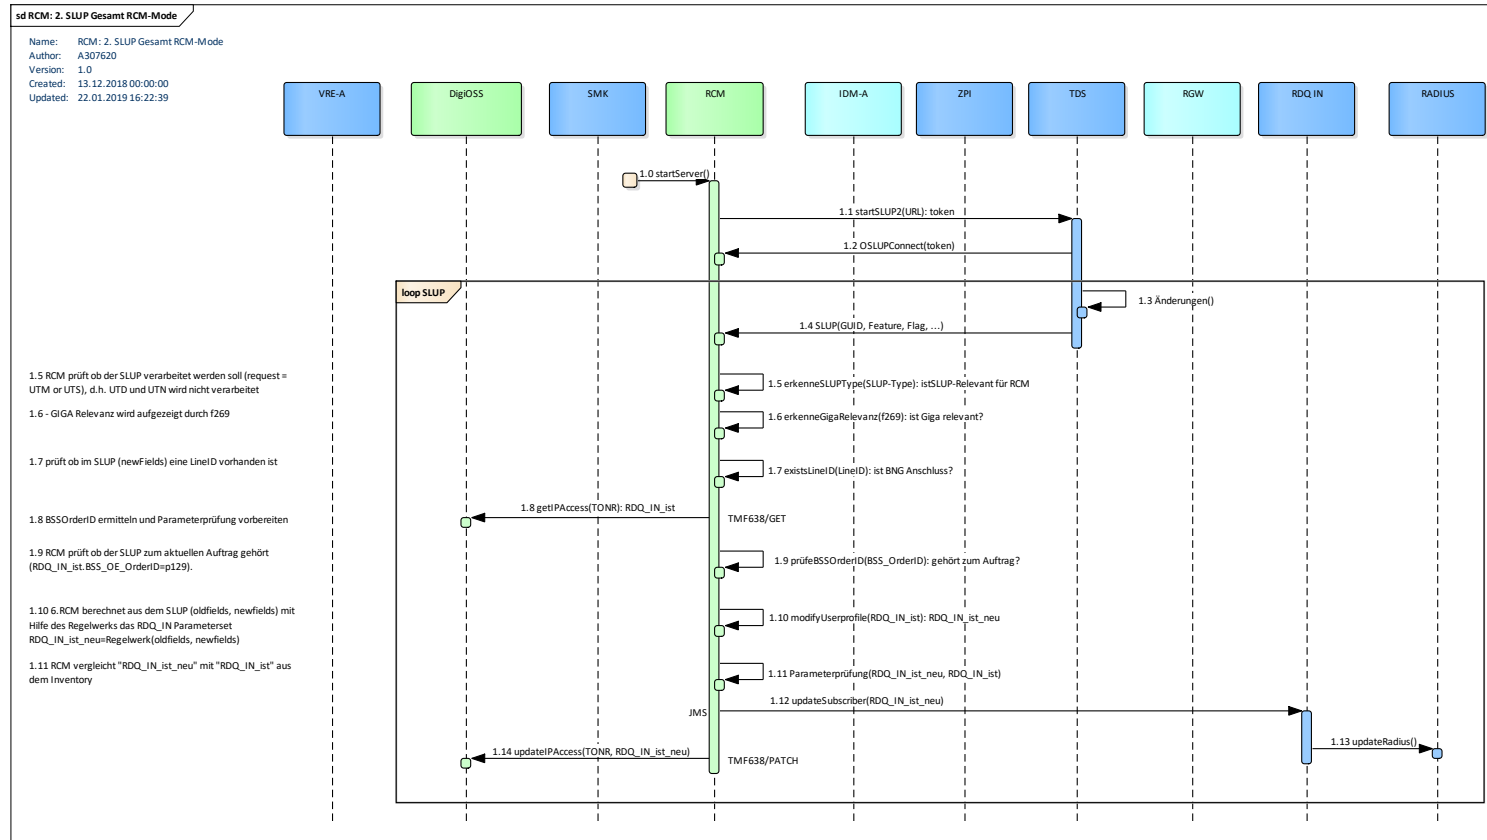 sd RCM: 2. SLUP Gesamt RCM-Mode
Name: RCM: 2. SLUP Gesamt RCM-Mode
Author: A307620
Version: 1.0
Created: 13.12.2018 00:00:00
Updated: 22.01.2019 16:22:39
VRE-A
DigiOSS
SMK
RCM
IDM-A
ZPI
TDS
RGW
RDQ IN
RADIUS
1.0 startServer()
1.1 startSLUP2(URL): token
1.2 OSLUPConnect(token)
loop SLUP
1.3 Änderungen()
1.4 SLUP(GUID, Feature, Flag, ...)
1.5 RCM prüft ob der SLUP verarbeitet werden soll (request =
UTM or UTS), d.h. UTD und UTN wird nicht verarbeitet
1.5 erkenneSLUPType(SLUP-Type): istSLUP-Relevant für RCM
1.6 - GIGA Relevanz wird aufgezeigt durch f269
1.6 erkenneGigaRelevanz(f269): ist Giga relevant?
1.7 prüft ob im SLUP (newFields) eine LineID vorhanden ist
1.7 existsLineID(LineID): ist BNG Anschluss?
1.8 getIPAccess(TONR): RDQ_IN_ist
TMF638/GET
1.8 BSSOrderID ermitteln und Parameterprüfung vorbereiten
1.9 RCM prüft ob der SLUP zum aktuellen Auftrag gehört
(RDQ_IN_ist.BSS_OE_OrderID=p129).
1.9 prüfeBSSOrderID(BSS_OrderID): gehört zum Auftrag?
1.10 6.RCM berechnet aus dem SLUP (oldfields, newfields) mit
Hilfe des Regelwerks das RDQ_IN Parameterset
RDQ_IN_ist_neu=Regelwerk(oldfields, newfields)
1.10 modifyUserprofile(RDQ_IN_ist): RDQ_IN_ist_neu
1.11 RCM vergleicht "RDQ_IN_ist_neu" mit "RDQ_IN_ist" aus
dem Inventory
1.11 Parameterprüfung(RDQ_IN_ist_neu, RDQ_IN_ist)
1.12 updateSubscriber(RDQ_IN_ist_neu)
JMS
1.13 updateRadius()
1.14 updateIPAccess(TONR, RDQ_IN_ist_neu)
TMF638/PATCH